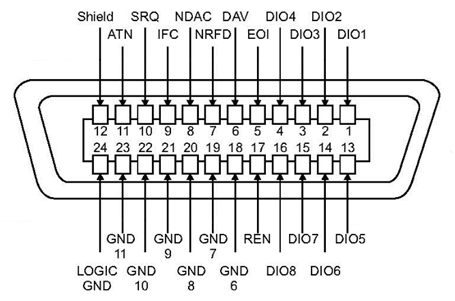 Shield SRQ NDAC DAV DIO4 DIO2
ATN IFC NRFD EOI DIO3 DIO1
12 11 10 9 8 7 6 5 4 3 2 1
24 23 22 21 20 19 18 17 16 15 14 13
GND 11 GND 9 GND 7 REN DIO7 DIO5
LOGIC GND GND 10 GND 8 GND 6 DIO8 DIO6